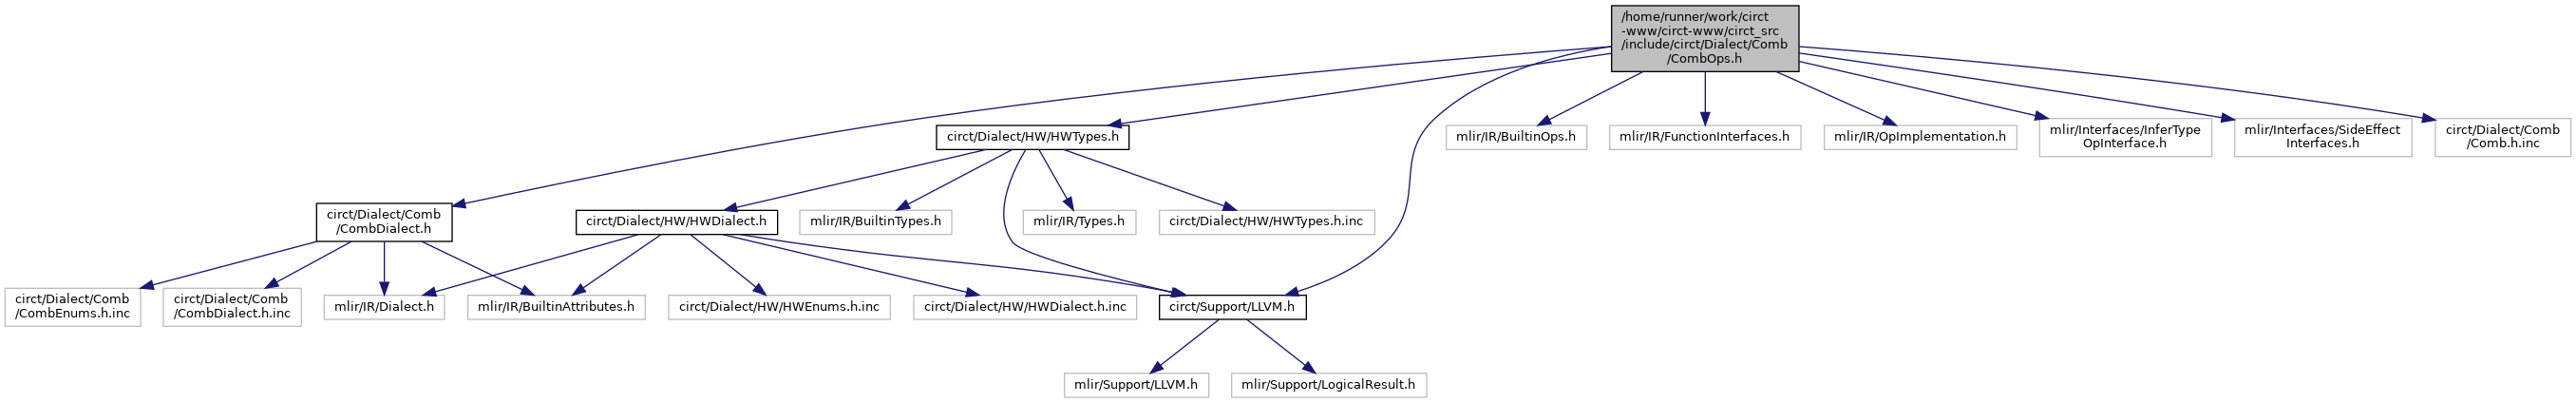 /home/runner/work/circt
-www/circt-www/circt_src
/include/circt/Dialect/Comb
/CombOps.h
circt/Dialect/HW/HWTypes.h
mlir/IR/BuiltinOps.h
mlir/IR/FunctionInterfaces.h
mlir/IR/OpImplementation.h
mlir/Interfaces/InferType
OpInterface.h
mlir/Interfaces/SideEffect
Interfaces.h
circt/Dialect/Comb
/Comb.h.inc
circt/Dialect/Comb
/CombDialect.h
circt/Dialect/HW/HWDialect.h
mlir/IR/BuiltinTypes.h
mlir/IR/Types.h
circt/Dialect/HW/HWTypes.h.inc
circt/Dialect/Comb
/CombEnums.h.inc
circt/Dialect/Comb
/CombDialect.h.inc
mlir/IR/Dialect.h
mlir/IR/BuiltinAttributes.h
circt/Dialect/HW/HWEnums.h.inc
circt/Dialect/HW/HWDialect.h.inc
circt/Support/LLVM.h
mlir/Support/LLVM.h
mlir/Support/LogicalResult.h